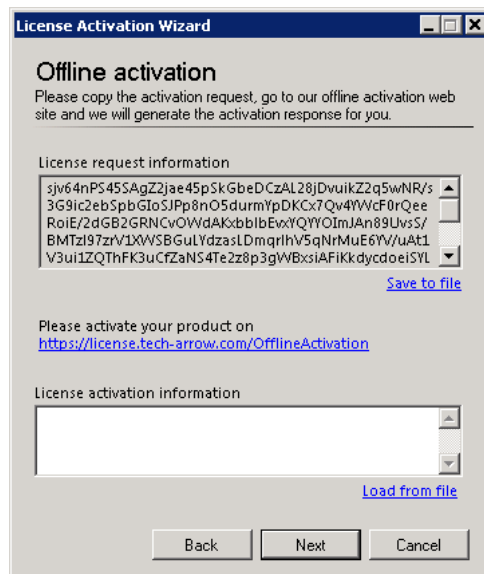 License Activation Wizard
Offline activation
Please copy the activation request, go to our offline activation web
site and we will generate the activation response for you.
License request information
sjv64nPS45SAgZ2jae45pSkGbeDCzAL28jDvuikZ2q5wNR/s
3G9ic2ebSpbGIoSJPp8nO5durmYpDKCx7Qv4YWcF0rQee
RoiE/2dGB2GRNCvOWdAKxbbIbEvxYQYYOImJAn89UvsS/
BMTzl97zrV1XWSBGuLYdzasLDmqrlhV5qNrMuE6YV/uAt1
V3ui1ZQThFK3uCfZaNS4Te2z8p3gWBxsiAFiKkdycdoeiSYL
Save to file
Please activate your product on
https://license.tech-arrow.com/OfflineActivation
License activation information
Load from file
Back
Next
Cancel